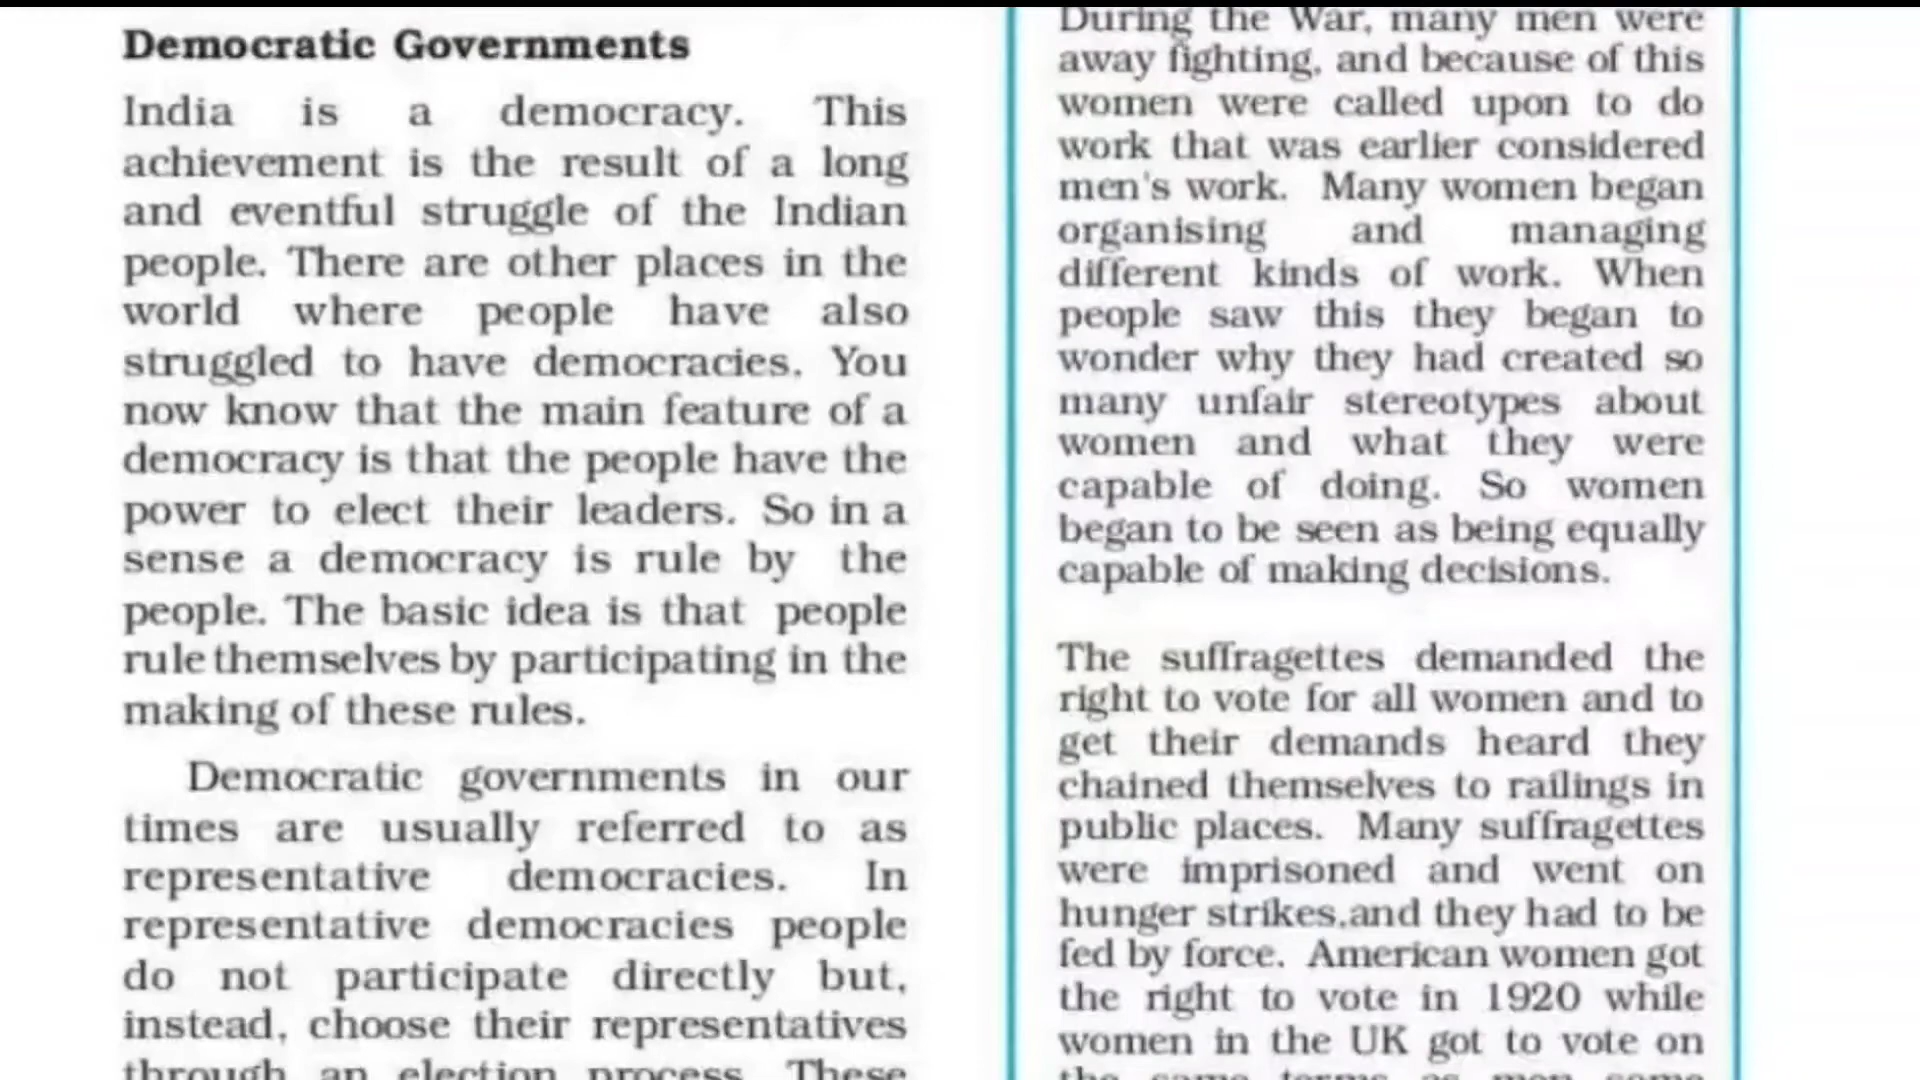 Democratic Governments
India is a democracy. This
achievement is the result of a long
and eventful struggle of the Indian
people. There are other places in the
world where people have also
struggled to have democracies. You
now know that the main feature of a
democracy is that the people have the
power to elect their leaders. So in a
sense a democracy is rule by the
people. The basic idea is that people
rule themselves by participating in the
making of these rules.
Democratic governments in our
times are usually referred to as
representative democracies. In
representative democracies people
do not participate directly but,
instead, choose their representatives
through an election process. These
During the War, many men were
away fighting, and because of this
women were called upon to do
work that was earlier considered
men's work. Many women began
organising and managing
different kinds of work. When
people saw this they began to
wonder why they had created so
many unfair stereotypes about
women and what they were
capable of doing. So women
began to be seen as being equally
capable of making decisions.
The suffragettes demanded the
right to vote for all women and to
get their demands heard they
chained themselves to railings in
public places. Many suffragettes
were imprisoned and went on
hunger strikes,and they had to be
fed by force. American women got
the right to vote in 1920 while
women in the UK got to vote on
the same terms as men some